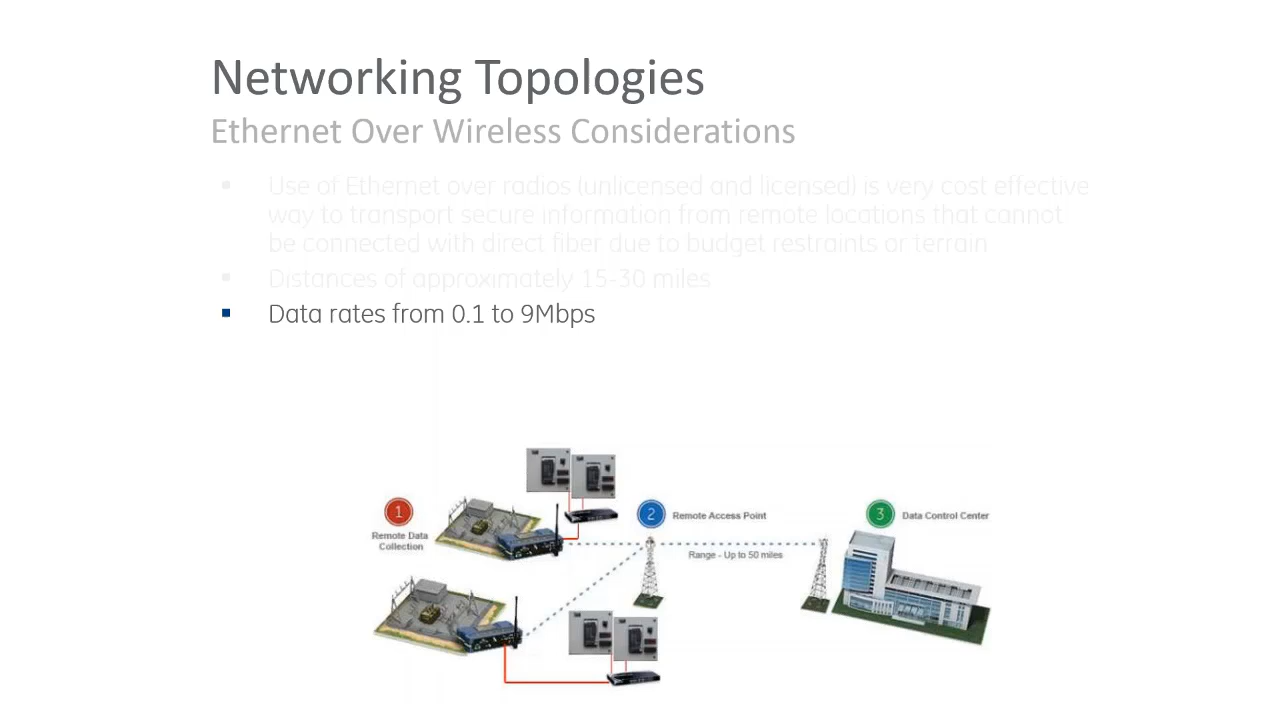 Networking Topologies
Ethernet Over Wireless Considerations
Use of Ethernet over radios (unlicensed and licensed) is very cost effective
way to transport secure information from remote locations that cannot
be connected with direct fiber due to budget restraints or terrain
Distances of approximately 15-30 miles
Data rates from 0.1 to 9Mbps
1
Remote Data
Collection
2
Remote Access Point
Range - Up to 50 miles
3
Data Control Center